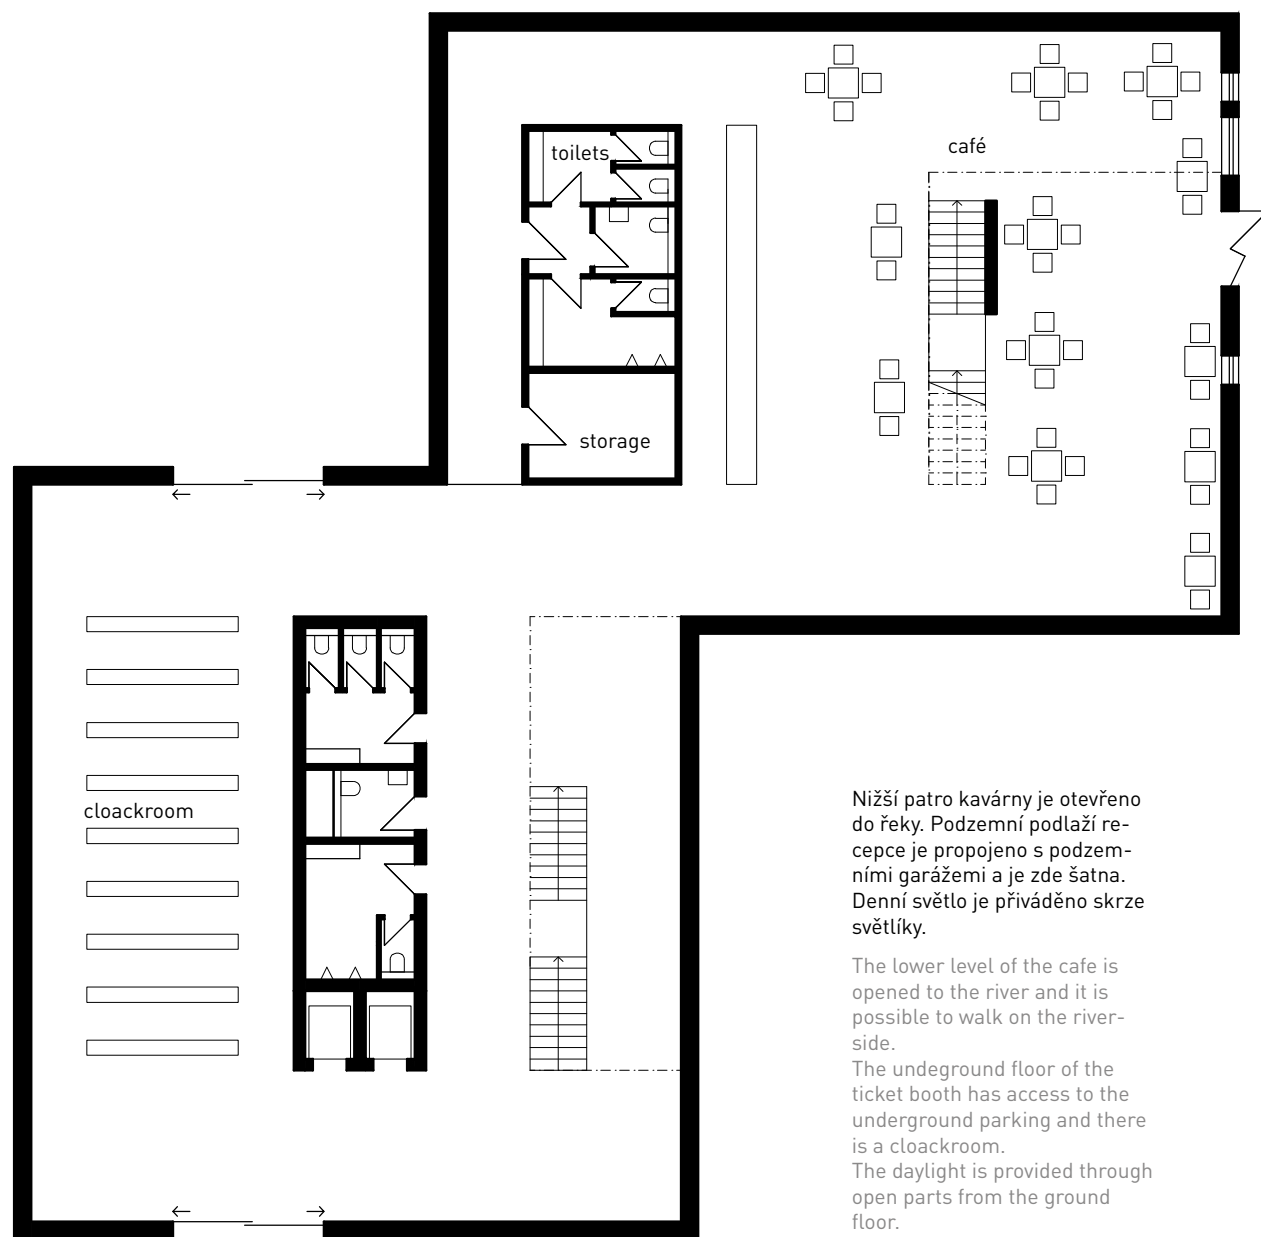 toilets
café
storage
cloackroom
Nižší patro kavárny je otevřeno
do řeky. Podzemní podlaží re-
cepce je propojeno s podzem-
ními garážemi a je zde šatna.
Denní světlo je přiváděno skrze
světlíky.
The lower level of the cafe is
opened to the river and it is
possible to walk on the river-
side.
The undeground floor of the
ticket booth has access to the
underground parking and there
is a cloackroom.
The daylight is provided through
open parts from the ground
floor.